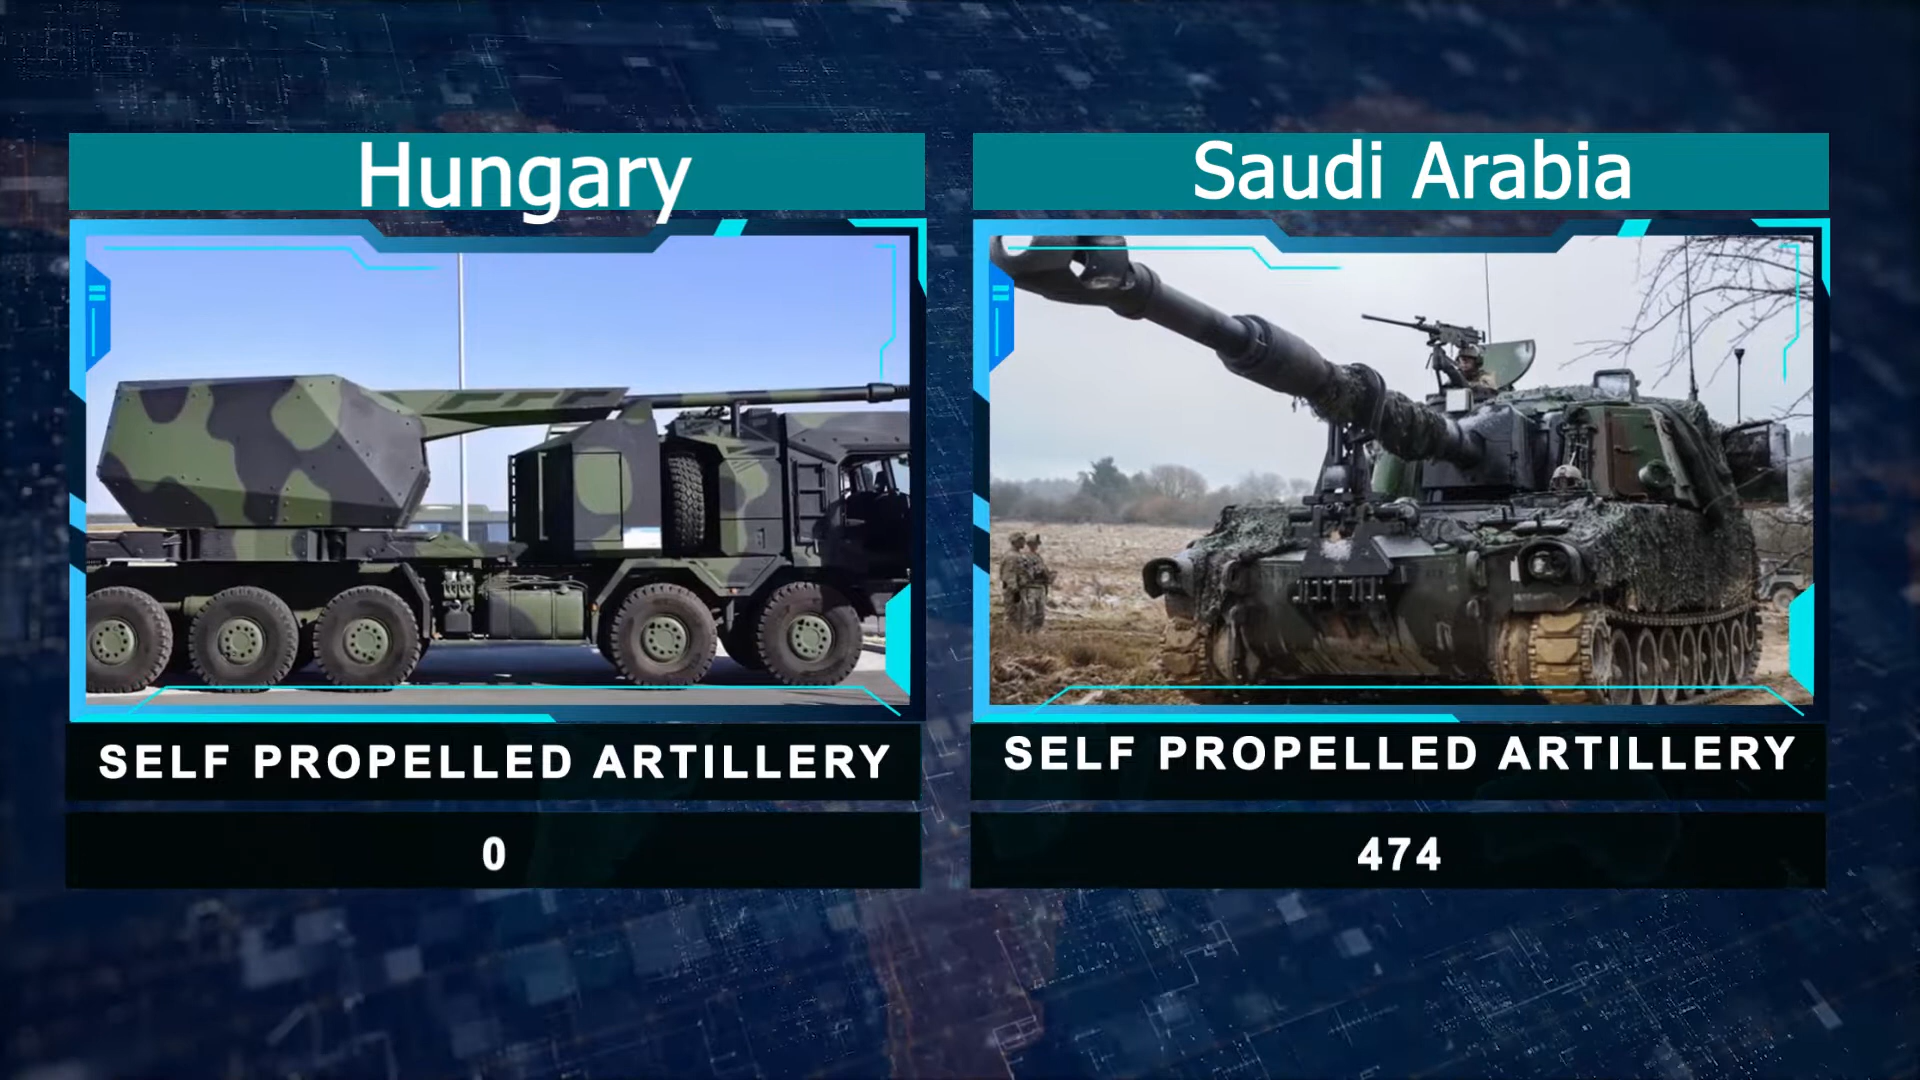 Hungary
Saudi Arabia
SELF PROPELLED ARTILLERY
SELF PROPELLED ARTILLERY
0
474